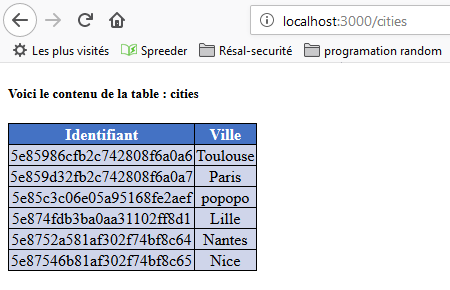 localhost:3000/cities
Les plus visités Spreeder Résal-securité programation random
Voici le contenu de la table : cities
Identifiant Ville
5e85986cfb2c742808f6a0a6 Toulouse
5e859d32fb2c742808f6a0a7 Paris
5e85c3c06e05a95168fe2aef popopo
5e874fdb3ba0aa31102ff8d1 Lille
5e8752a581af302f74bf8c64 Nantes
5e87546b81af302f74bf8c65 Nice